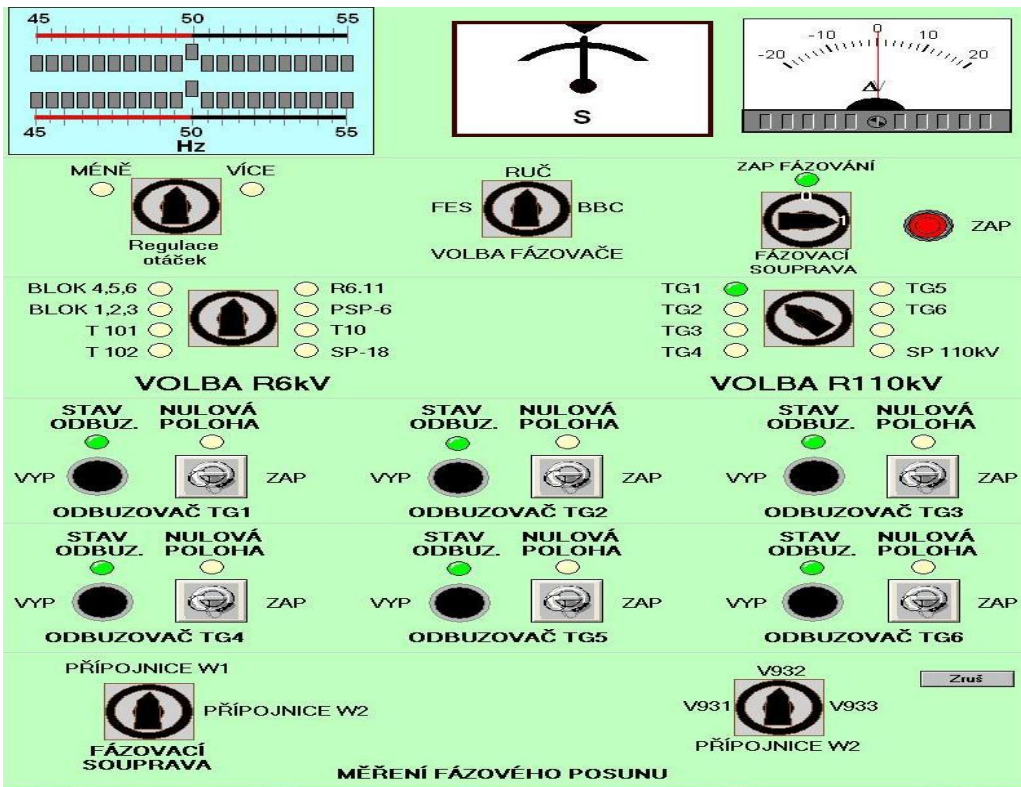 45 50 55
45 50 55
Hz
S
-20 -10 0 10 20
ΔV
MÉNĚ VÍCE
Regulace
otáček
RUČ
FES BBC
VOLBA FÁZOVAČE
ZAP FÁZOVÁNÍ
0
1
FÁZOVACÍ
SOUPRAVA
ZAP
BLOK 4,5,6 R6.11
BLOK 1,2,3 PSP-6
T 101 T10
T 102 SP-18
VOLBA R6kV
TG1 TG5
TG2 TG6
TG3
TG4 SP 110kV
VOLBA R110kV
STAV NULOVÁ
ODBUZ. POLOHA
VYP ZAP
ODBUZOVAČ TG1
STAV NULOVÁ
ODBUZ. POLOHA
VYP ZAP
ODBUZOVAČ TG2
STAV NULOVÁ
ODBUZ. POLOHA
VYP ZAP
ODBUZOVAČ TG3
STAV NULOVÁ
ODBUZ. POLOHA
VYP ZAP
ODBUZOVAČ TG4
STAV NULOVÁ
ODBUZ. POLOHA
VYP ZAP
ODBUZOVAČ TG5
STAV NULOVÁ
ODBUZ. POLOHA
VYP ZAP
ODBUZOVAČ TG6
PŘÍPOJNICE W1
PŘÍPOJNICE W2
FÁZOVACÍ
SOUPRAVA
V932
V931 V933
PŘÍPOJNICE W2
Zruš
MĚŘENÍ FÁZOVÉHO POSUNU